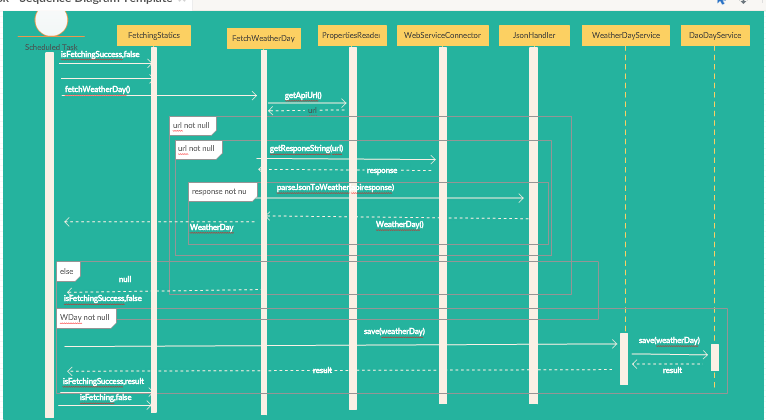 Sequence Diagram Template
FetchingStatics
FetchWeatherDay
PropertiesReader
WebServiceConnector
JsonHandler
WeatherDayService
DaoDayService
Scheduled Task
isFetchingSuccess,false
fetchWeatherDay()
getApiUrl()
url
url not null
url not null
getResponeString(url)
response
response not nu
parseJsonToWeather
response)
WeatherDay
WeatherDay()
else
null
isFetchingSuccess,false
WDay not null
save(weatherDay)
save(weatherDay)
result
result
isFetchingSuccess,result
isFetching,false